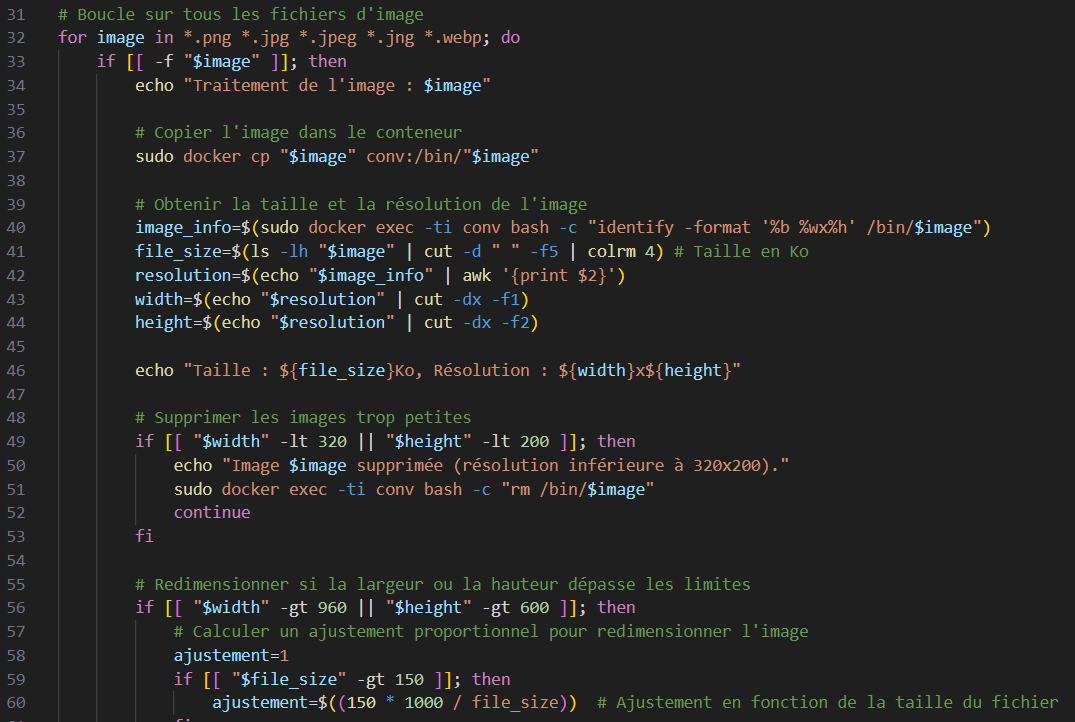 31 # Boucle sur tous les fichiers d'image
32 for image in *.png *.jpg *.jpeg *.jng *.webp; do
33     if [[ -f "$image" ]]; then
34         echo "Traitement de l'image : $image"
35
36         # Copier l'image dans le conteneur
37         sudo docker cp "$image" conv:/bin/"$image"
38
39         # Obtenir la taille et la résolution de l'image
40         image_info=$(sudo docker exec -ti conv bash -c "identify -format '%b %wx%h' /bin/$image")
41         file_size=$(ls -lh "$image" | cut -d " " -f5 | colrm 4) # Taille en Ko
42         resolution=$(echo "$image_info" | awk '{print $2}')
43         width=$(echo "$resolution" | cut -dx -f1)
44         height=$(echo "$resolution" | cut -dx -f2)
45
46         echo "Taille : ${file_size}Ko, Résolution : ${width}x${height}"
47
48         # Supprimer les images trop petites
49         if [[ "$width" -lt 320 || "$height" -lt 200 ]]; then
50             echo "Image $image supprimée (résolution inférieure à 320x200)."
51             sudo docker exec -ti conv bash -c "rm /bin/$image"
52             continue
53         fi
54
55         # Redimensionner si la largeur ou la hauteur dépasse les limites
56         if [[ "$width" -gt 960 || "$height" -gt 600 ]]; then
57             # Calculer un ajustement proportionnel pour redimensionner l'image
58             ajustement=1
59             if [[ "$file_size" -gt 150 ]]; then
60                 ajustement=$((150 * 1000 / file_size))  # Ajustement en fonction de la taille du fichier